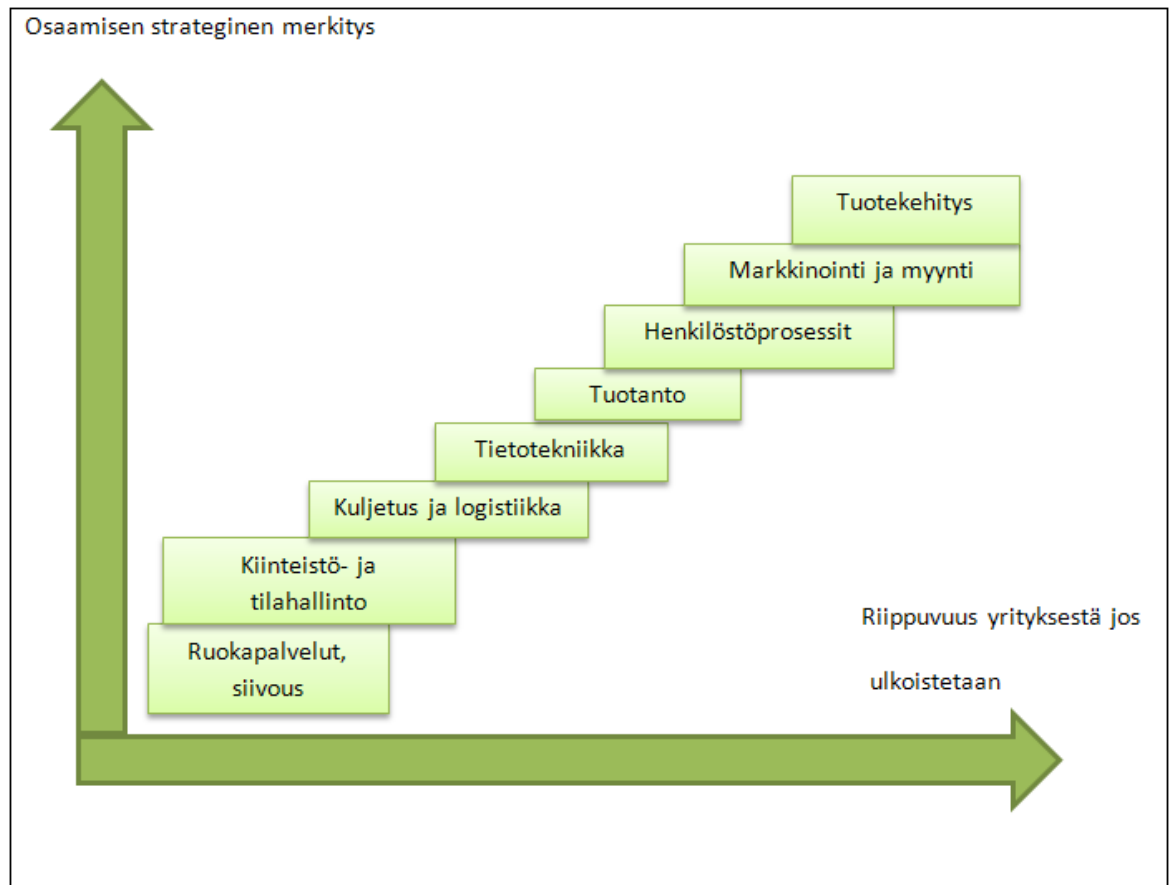 Osaamisen strateginen merkitys
Tuotekehitys
Markkinointi ja myynti
Henkilöstöprosessit
Tuotanto
Tietotekniikka
Kuljetus ja logistiikka
Kiinteistö- ja
tilahallinto
Ruokapalvelut,
siivous
Riippuvuus yrityksestä jos
ulkoistetaan